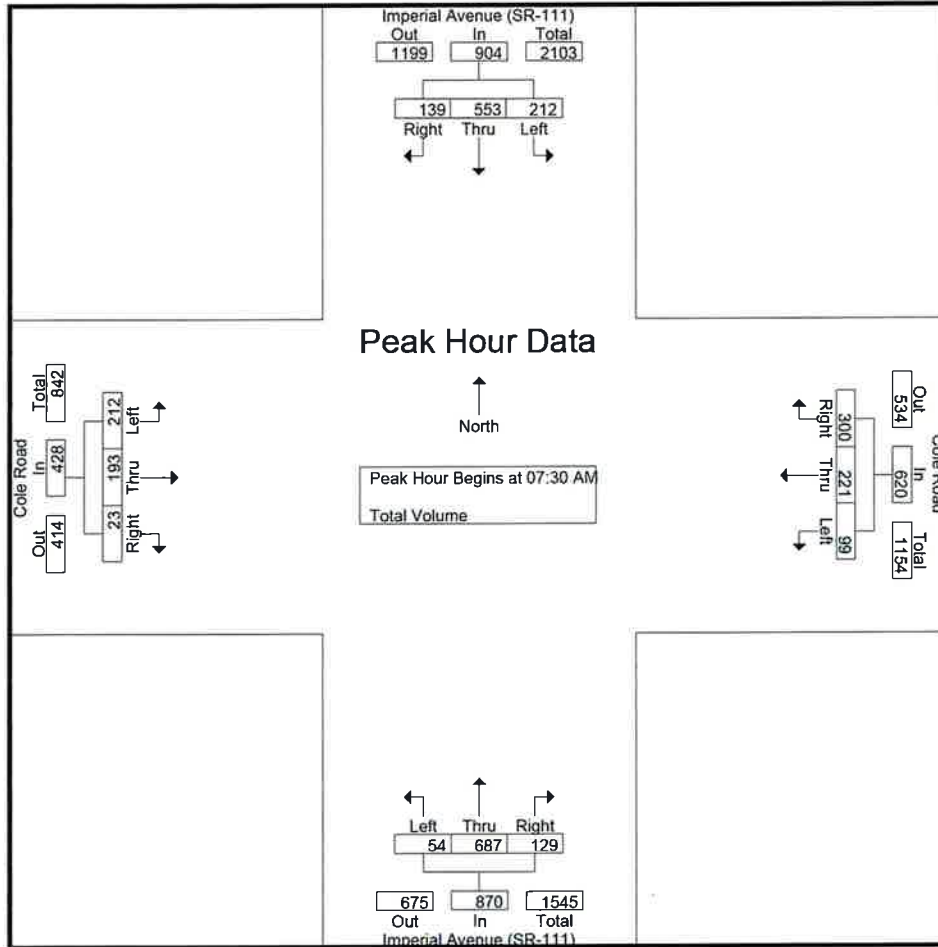 Imperial Avenue (SR-111)
Out In Total
1199 904 2103
139 553 212
Right Thru Left
Peak Hour Data
North
Peak Hour Begins at 07:30 AM
Total Volume
Cole Road
Out In Total
414 428 842
23 193 212
Right Thru Left
Cole Road
Out In Total
534 620 1154
300 221 99
Right Thru Left
Left Thru Right
54 687 129
675 870 1545
Out In Total
Imperial Avenue (SR-111)